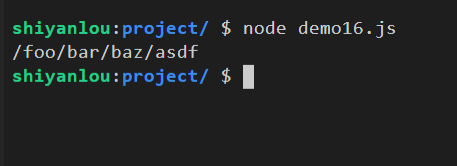 shiyanlou:project/ $ node demo16.js
/foo/bar/baz/asdf
shiyanlou:project/ $